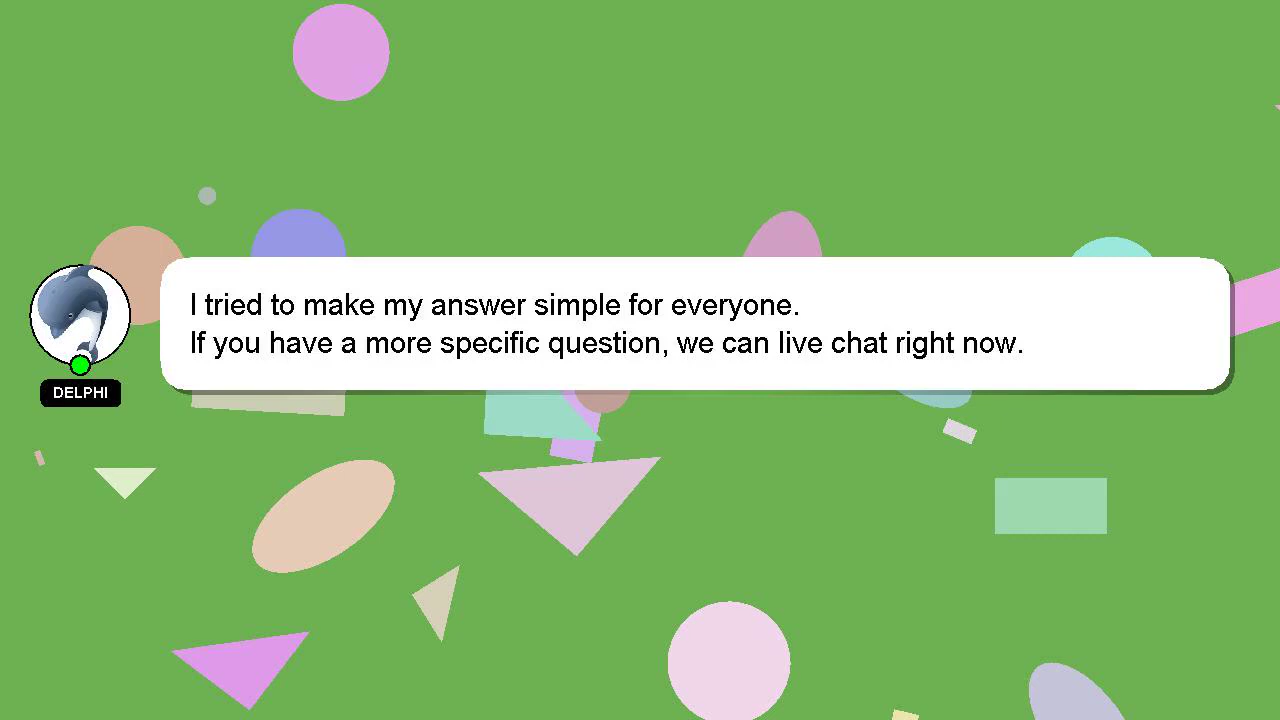 I tried to make my answer simple for everyone.
If you have a more specific question, we can live chat right now.
DELPHI